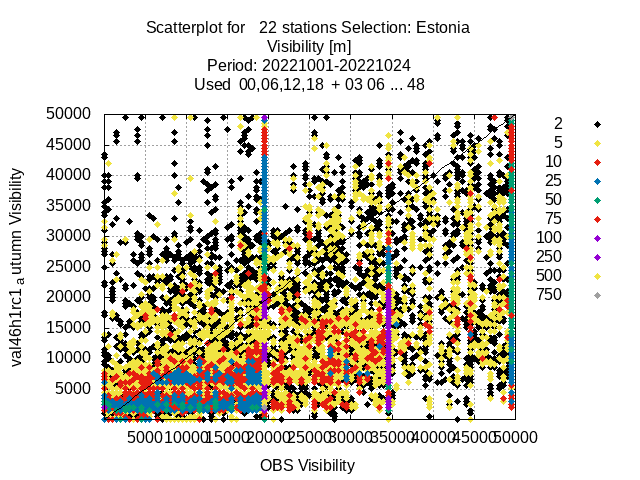 Scatterplot for 22 stations Selection: Estonia
Visibility [m]
Period: 20221001-20221024
Used 00,06,12,18 + 03 06 ... 48
50000
45000
40000
35000
30000
25000
20000
15000
10000
5000
val46h1rc1 a utumn Visibility
5000 10000 15000 20000 25000 30000 35000 40000 45000 50000
OBS Visibility
2
5
10
25
50
75
100
250
500
750